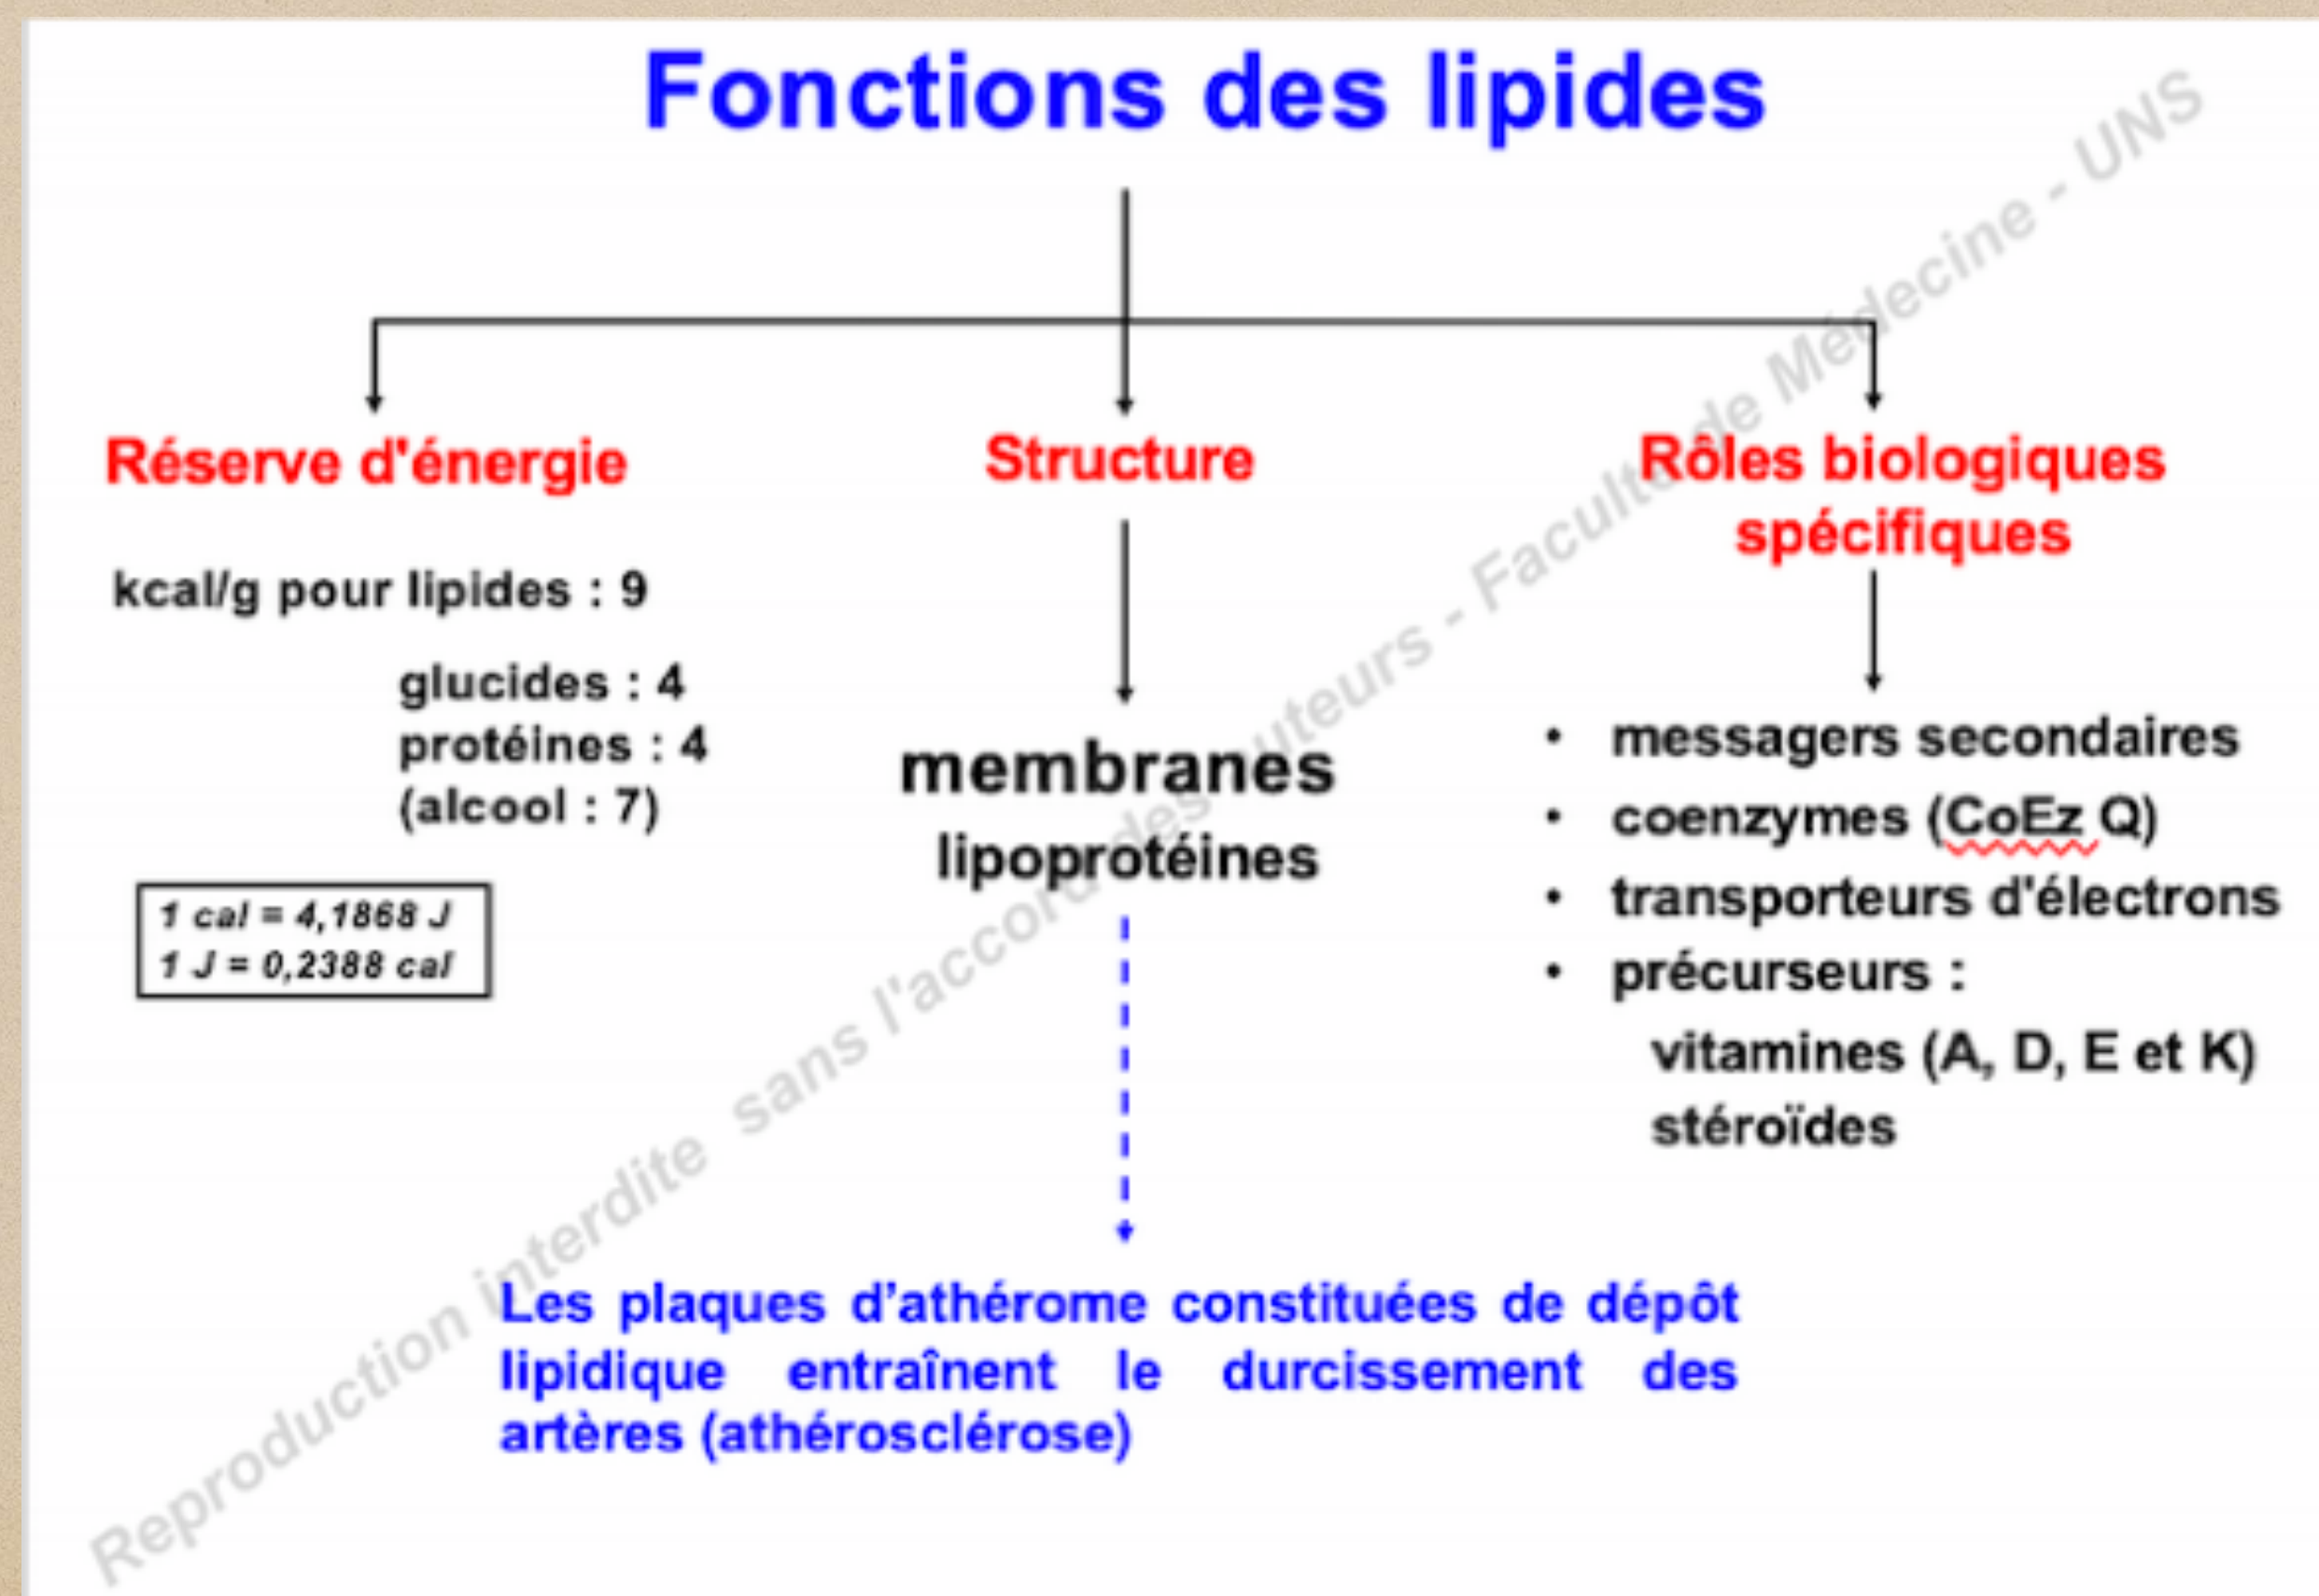 Fonctions des lipides
Réserve d'énergie
kcal/g pour lipides : 9
glucides : 4
protéines : 4
(alcool : 7)
1 cal = 4,1868 J
1 J = 0,2388 cal
Structure
membranes
lipoprotéines
Les plaques d’athérome constituées de dépôt
lipidique entraînent le durcissement des
artères (athérosclérose)
Rôles biologiques
spécifiques
• messagers secondaires
• coenzymes (CoEz Q)
• transporteurs d'électrons
• précurseurs :
vitamines (A, D, E et K)
stéroïdes
Reproduction interdite sans l'accord des auteurs - Faculté de Médecine - UNS